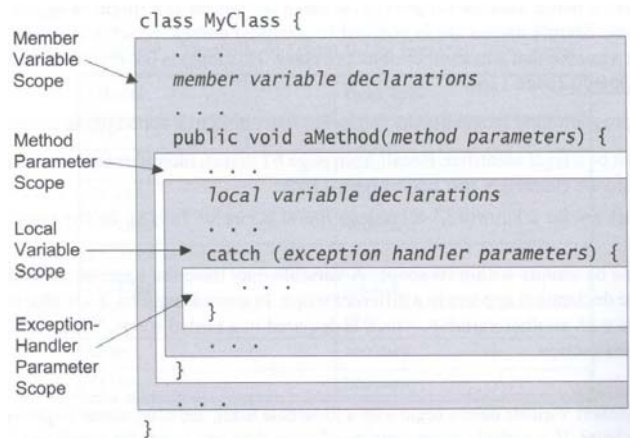 class MyClass {
Member
Variable
Scope
. . .
member variable declarations
. . .
public void aMethod(method parameters) {
Method
Parameter
Scope
. . .
local variable declarations
. . .
Local
Variable
Scope
catch (exception handler parameters) {
. . .
}
Exception-
Handler
Parameter
Scope
. . .
}
. . . .
}